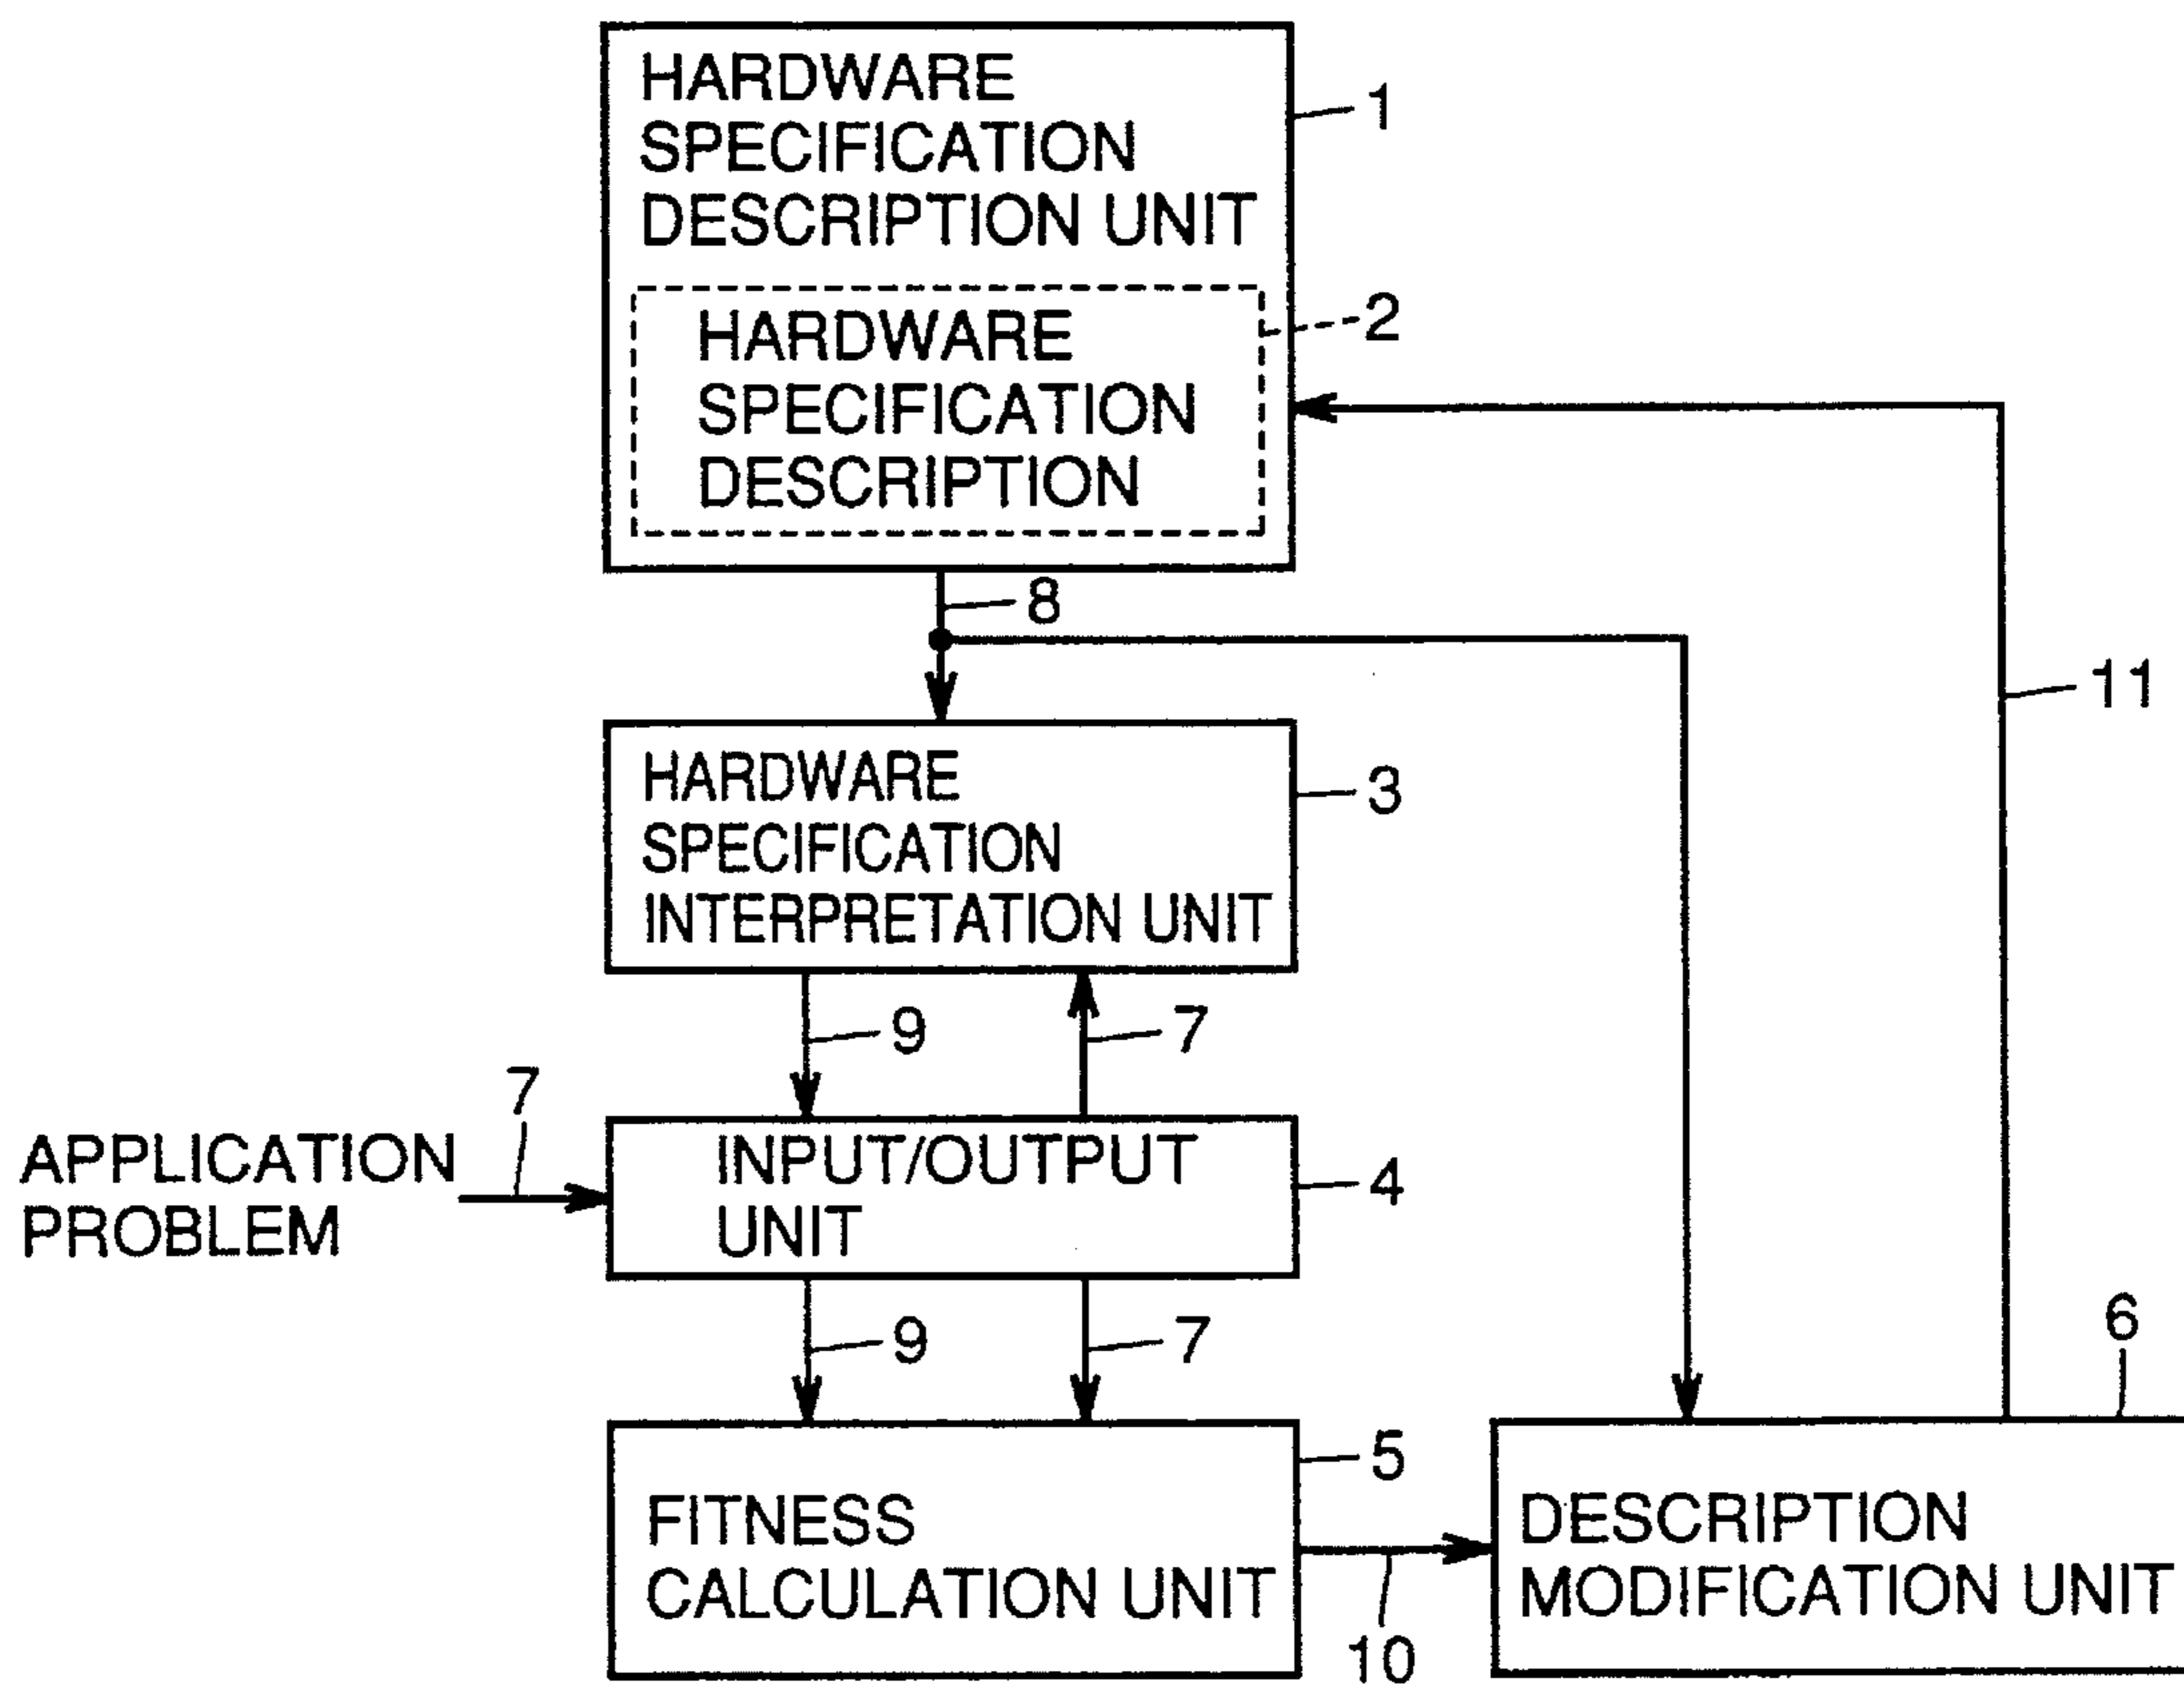 HARDWARE
SPECIFICATION
DESCRIPTION UNIT
1
HARDWARE
SPECIFICATION
DESCRIPTION
2
8
11
HARDWARE
SPECIFICATION
INTERPRETATION UNIT
3
9
7
7
APPLICATION
PROBLEM
INPUT/OUTPUT
UNIT
4
9
7
6
FITNESS
CALCULATION UNIT
5
10
DESCRIPTION
MODIFICATION UNIT